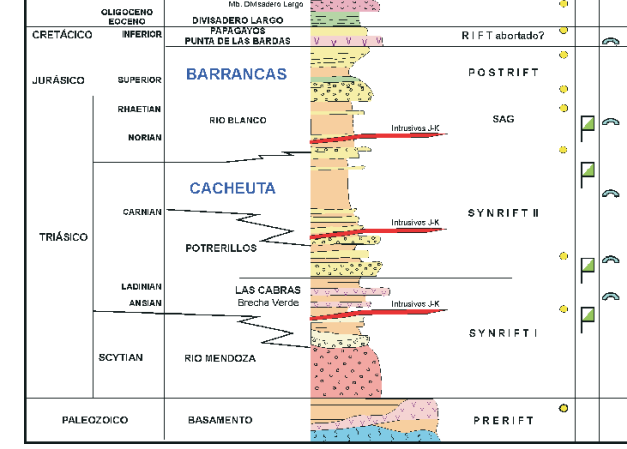 Mb. Divisadero Largo
OLIGOCENO
EOCENO
DIVISADERO LARGO
CRETÁCICO INFERIOR PAPAGAYOS RIFT abortado?
PUNTA DE LAS BARDAS
JURÁSICO SUPERIOR BARRANCAS POSTRIFT
RHAETIAN
RIO BLANCO SAG
NORIAN Intrusivos J-K
CACHEUTA
CARNIAN SYNRIFT II
Intrusivos J-K
TRIÁSICO
POTRERILLOS
LADINIAN LAS CABRAS
ANSIAN Breche Verde Intrusivos J-K
SYNRIFT I
SCYTIAN RIO MENDOZA
PALEOZOICO BASAMENTO PRERIFT